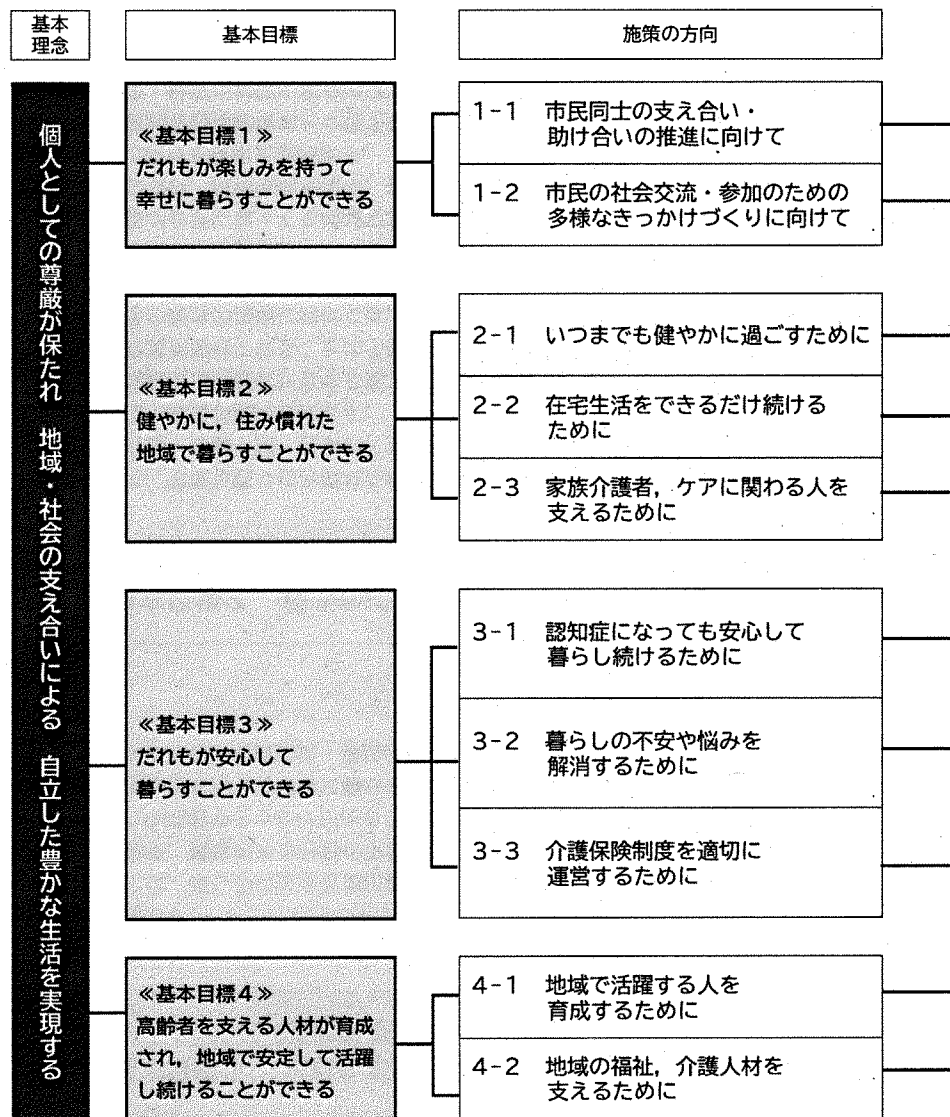 基本
理念
基本目標
施策の方向
個人としての尊厳が保たれ　地域・社会の支え合いによる　自立した豊かな生活を実現する
≪基本目標1≫
だれもが楽しみを持って
幸せに暮らすことができる
1-1　市民同士の支え合い・
助け合いの推進に向けて
1-2　市民の社会交流・参加のための
多様なきっかけづくりに向けて
≪基本目標2≫
健やかに，住み慣れた
地域で暮らすことができる
2-1　いつまでも健やかに過ごすために
2-2　在宅生活をできるだけ続ける
ために
2-3　家族介護者，ケアに関わる人を
支えるために
≪基本目標3≫
だれもが安心して
暮らすことができる
3-1　認知症になっても安心して
暮らし続けるために
3-2　暮らしの不安や悩みを
解消するために
3-3　介護保険制度を適切に
運営するために
≪基本目標4≫
高齢者を支える人材が育成
され，地域で安定して活躍
し続けることができる
4-1　地域で活躍する人を
育成するために
4-2　地域の福祉，介護人材を
支えるために